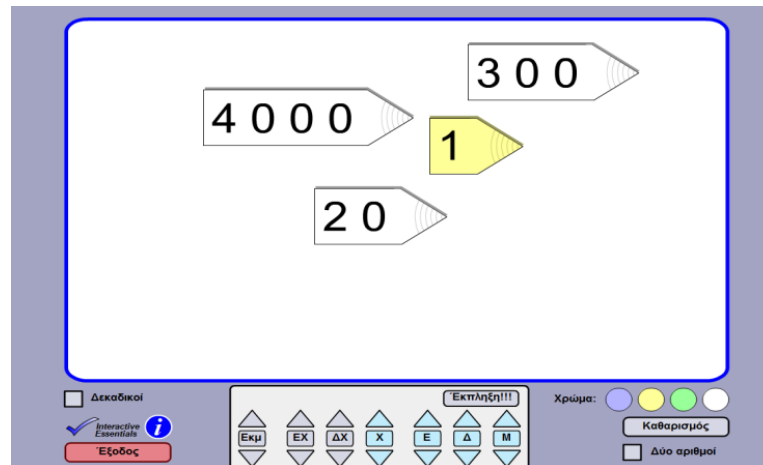 300
4000
1
20
Δεκαδικοί
Έκπληξη!!!
Χρώμα:
Interactive Essentials i
Εκμ ΕΧ ΔΧ Χ Ε Δ Μ
Καθαρισμός
Έξοδος
Δύο αριθμοί